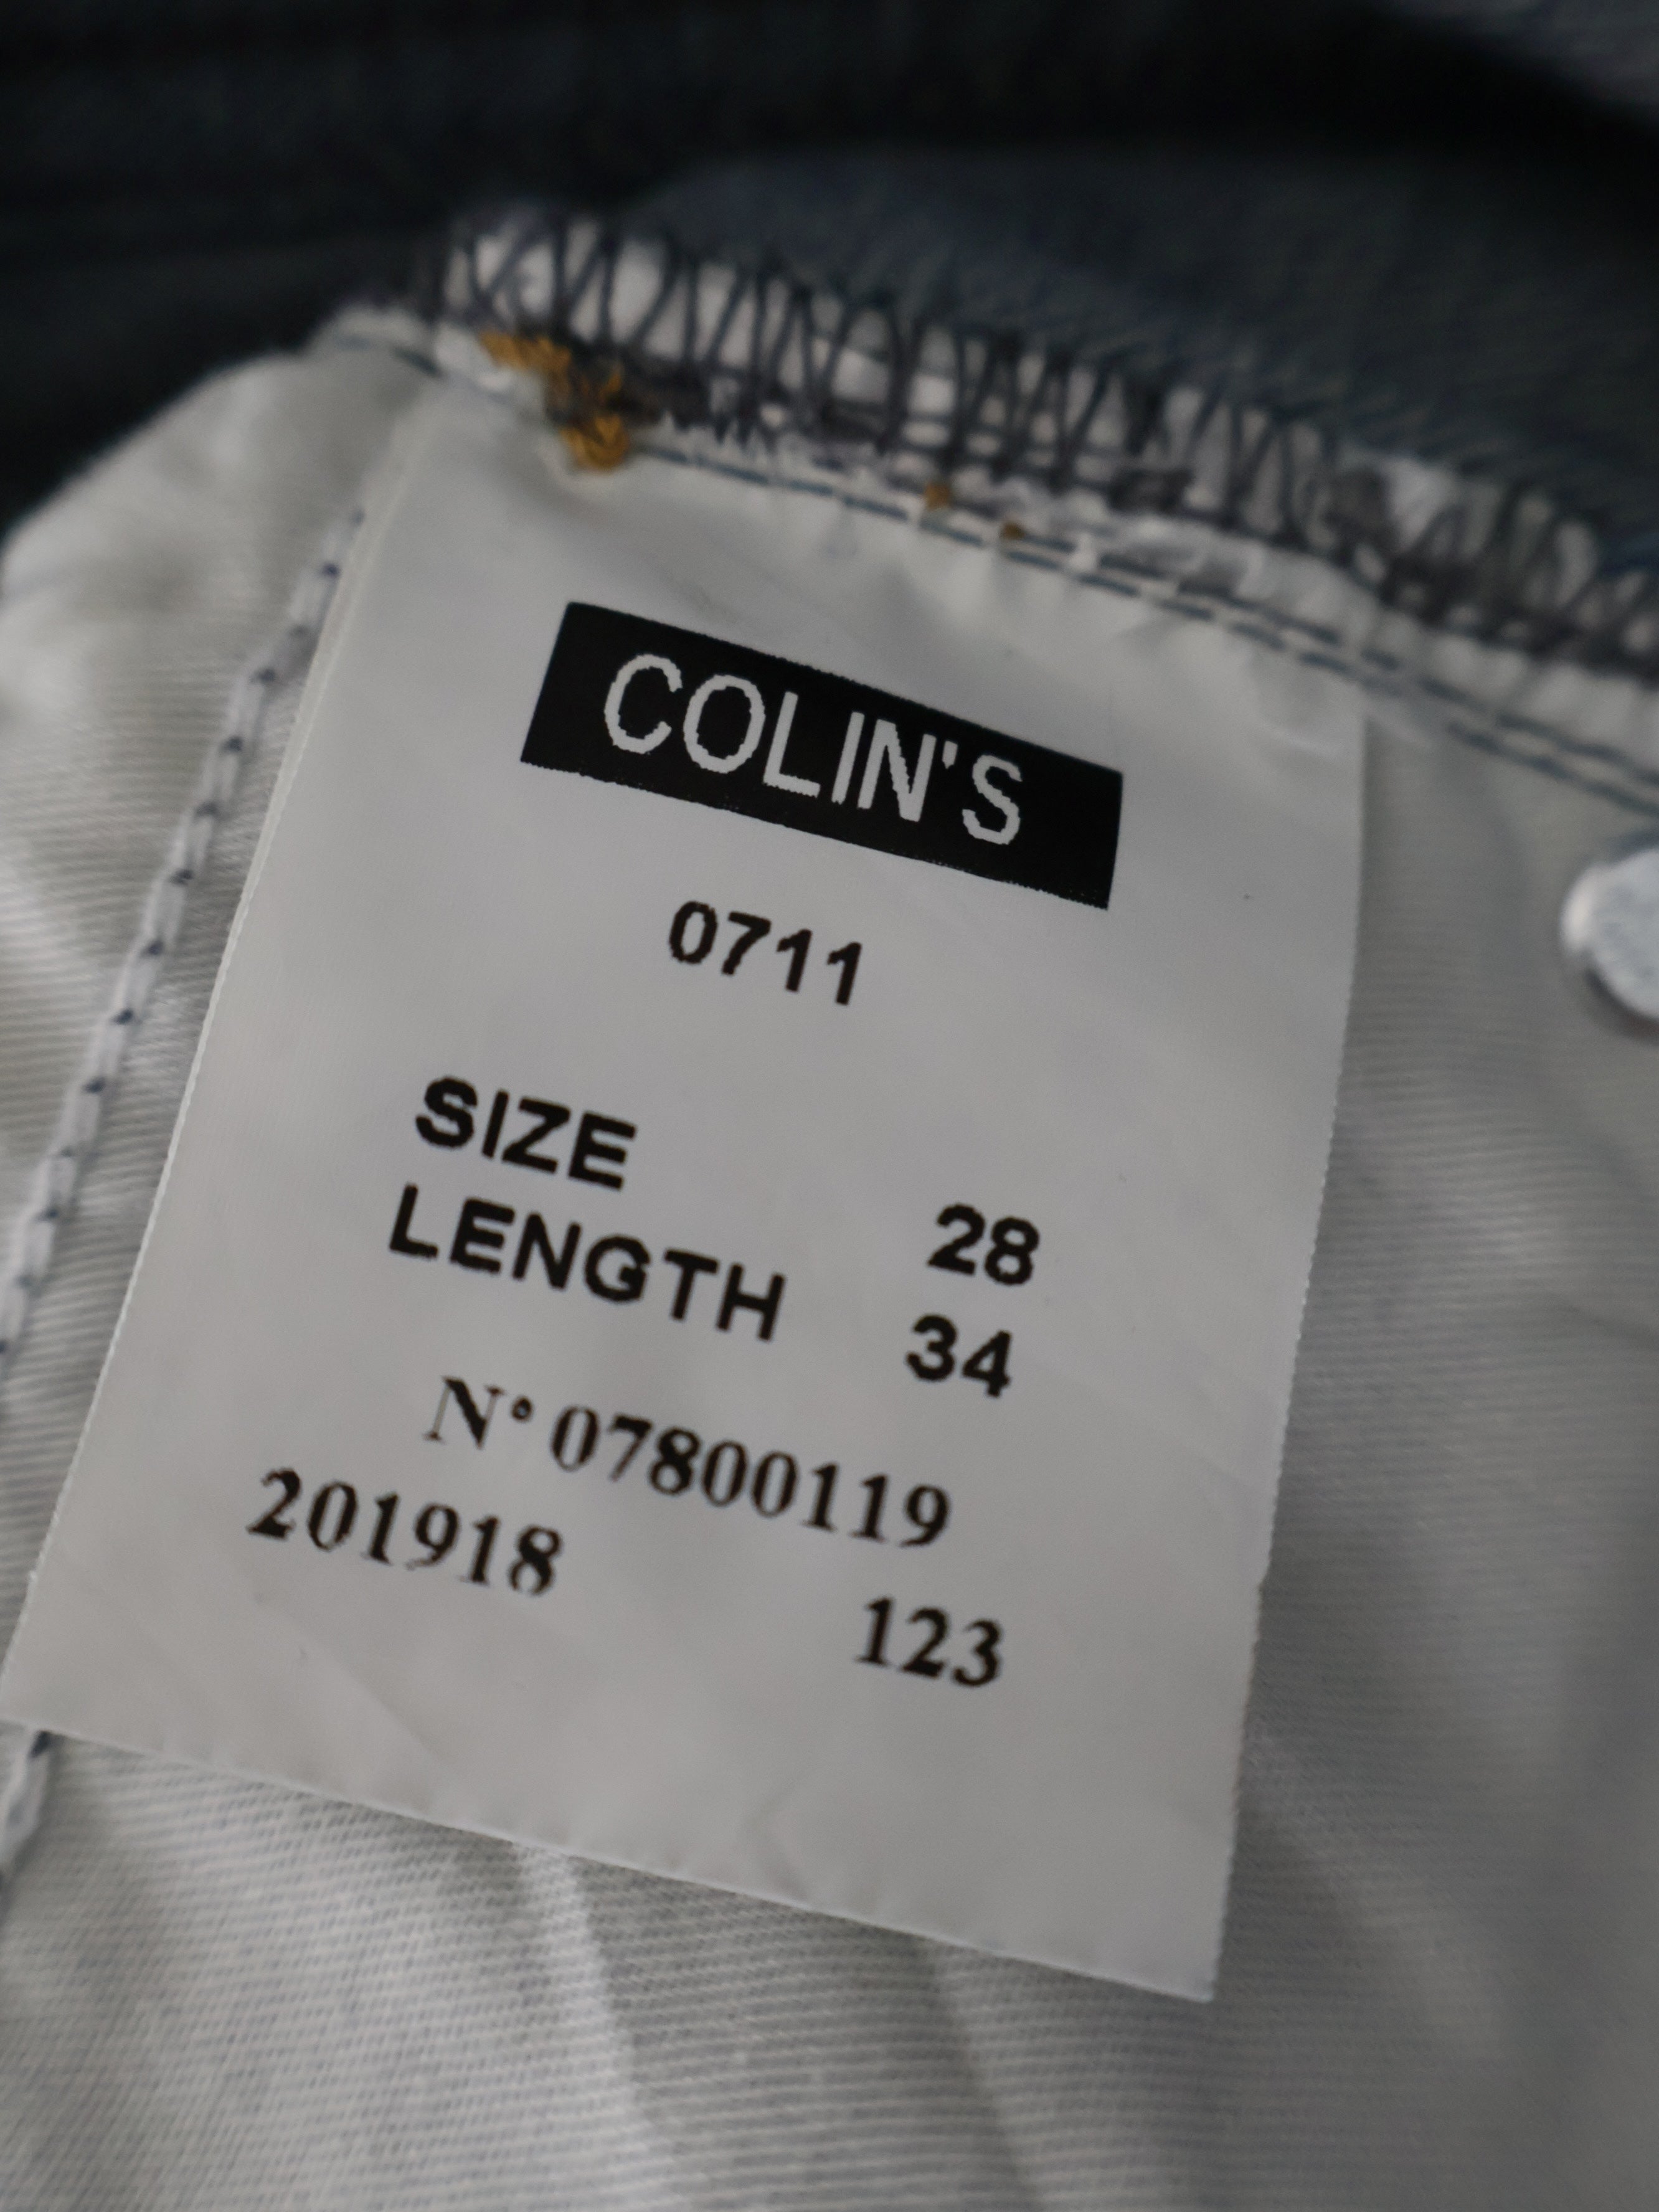 COLIN'S
0711
SIZE 28
LENGTH 34
N° 07800119
201918 123